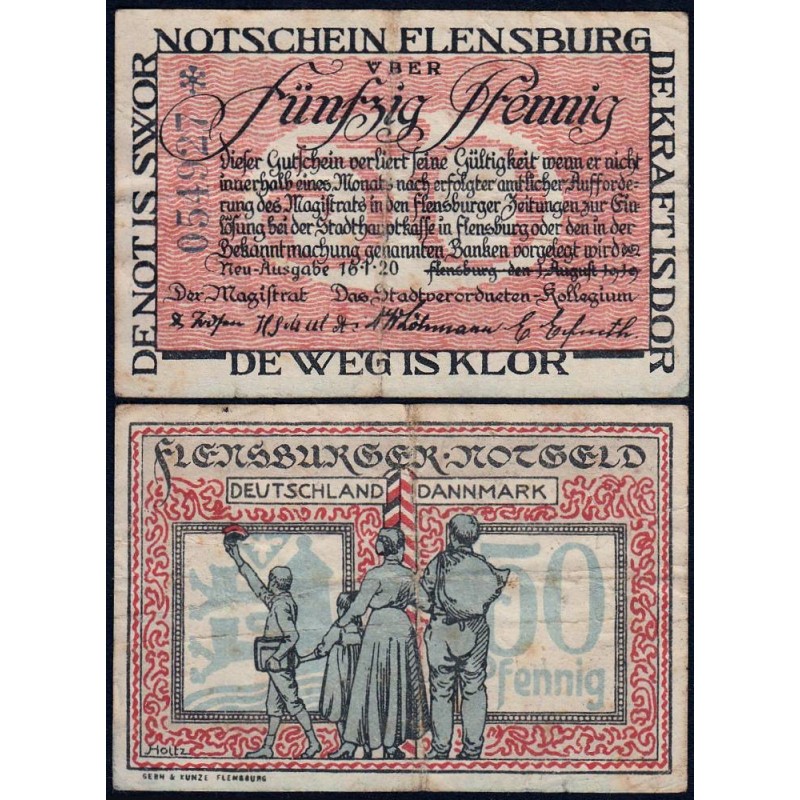 NOTSCHEIN FLENSBURG
DE NOT IS SWOR
DE KRAFT IS DOR
054927 *
ÜBER
Fünfzig Pfennig
50
Dieser Gutschein verliert seine Gültigkeit wenn er nicht
innerhalb eines Monats nach erfolgter amtlicher Aufforde-
rung des Magistrats in den Flensburger Zeitungen zur Ein-
lösung bei der Stadthauptkasse in Flensburg oder den in der
Bekanntmachung genannten Banken vorgelegt wird
Neu-Ausgabe 16.1.20 Flensburg den 1. August 1919
Der Magistrat Das Stadtverordneten-Kollegium
DE WEG IS KLOR
FLENSBURGER·NOTGELD
DEUTSCHLAND DANNMARK
50
Pfennig
Holtz
GEBH & KUNZE FLENSBURG